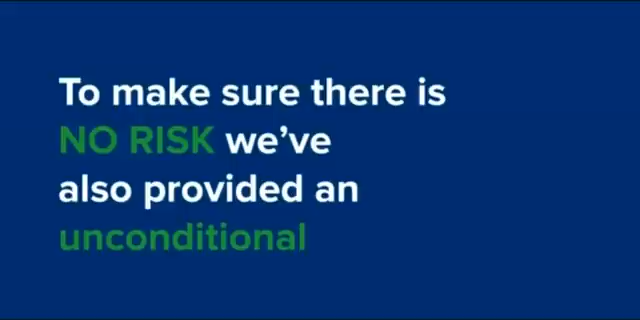 To make sure there is
NO RISK we've
also provided an
unconditional